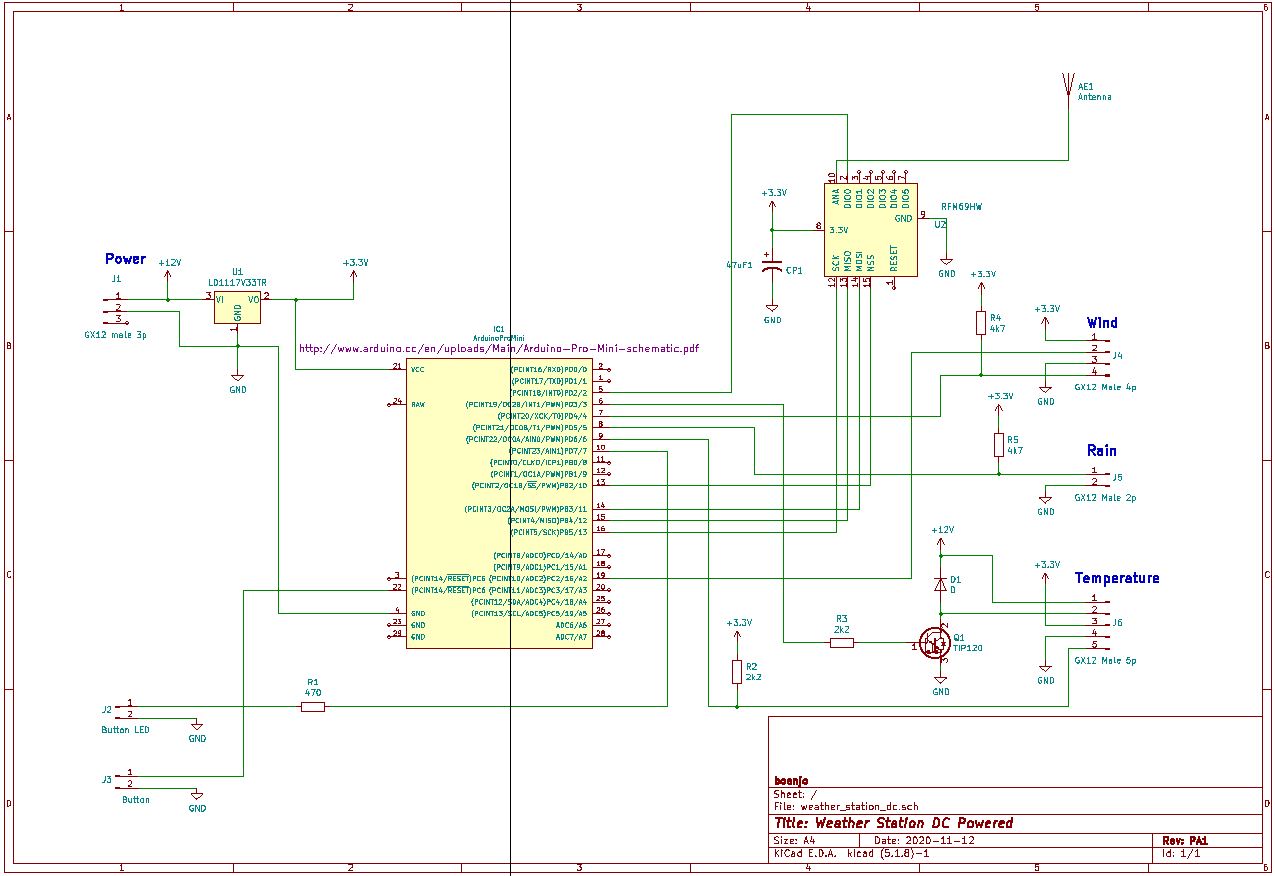 1 2 3 4 5 6
A
B
C
D
A
B
C
D
1 2 3 4 5 6
Power
J1
1
2
3
GX12 male 3p
+12V
U1
LD1117V33TR
3 VI VO 2
GND
1
GND
+3.3V
IC1
ArduinoProMini
http://www.arduino.cc/en/uploads/Main/Arduino-Pro-Mini-schematic.pdf
21 VCC
24 RAW
3 (PCINT14/RESET)PC6
22 (PCINT14/RESET)PC6
4 GND
23 GND
29 GND
(PCINT16/RXD)PD0/0 2
(PCINT17/TXD)PD1/1 1
(PCINT18/INT0)PD2/2 5
(PCINT19/OC2B/INT1/PWM)PD3/3 6
(PCINT20/XCK/T0)PD4/4 7
(PCINT21/OC0B/T1/PWM)PD5/5 8
(PCINT22/OC0A/AIN0/PWM)PD6/6 9
(PCINT23/AIN1)PD7/7 10
(PCINT0/CLKO/ICP1)PB0/8 11
(PCINT1/OC1A/PWM)PB1/9 12
(PCINT2/OC1B/SS/PWM)PB2/10 13
(PCINT3/OC2A/MOSI/PWM)PB3/11 14
(PCINT4/MISO)PB4/12 15
(PCINT5/SCK)PB5/13 16
(PCINT8/ADC0)PC0/14/A0 17
(PCINT9/ADC1)PC1/15/A1 18
(PCINT10/ADC2)PC2/16/A2 19
(PCINT11/ADC3)PC3/17/A3 20
(PCINT12/SDA/ADC4)PC4/18/A4 25
(PCINT13/SCL/ADC5)PC5/19/A5 26
ADC6/A6 27
ADC7/A7 28
J2
1
2
Button LED
GND
R1
470
J3
1
2
Button
GND
AE1
Antenna
10 2 3 4 5 6 7
ANA DIO0 DIO1 DIO2 DIO3 DIO4 DIO5
RFM69HW
U2
GND 9
8 3.3V
SCK MISO MOSI NSS RESET
12 13 14 15 1
GND
+3.3V
47uF1
+
CP1
GND
+3.3V
R4
4k7
+3.3V
Wind
1
2
3
4
J4
GX12 Male 4p
GND
+3.3V
R5
4k7
Rain
1
2
J5
GX12 Male 2p
GND
+12V
D1
D
R3
2k2
Q1
TIP120
1
2
3
GND
+3.3V
R2
2k2
+3.3V
Temperature
1
2
3
4
5
J6
GX12 Male 5p
GND
boenjo
Sheet: /
File: weather_station_dc.sch
Title: Weather Station DC Powered
Size: A4 Date: 2020-11-12 Rev: PA1
KiCad E.D.A. kicad (5.1.8)-1 Id: 1/1